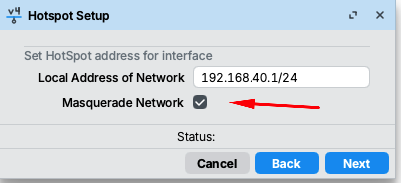 v4 Hotspot Setup
Set HotSpot address for interface
Local Address of Network 192.168.40.1/24
Masquerade Network
Status:
Cancel Back Next